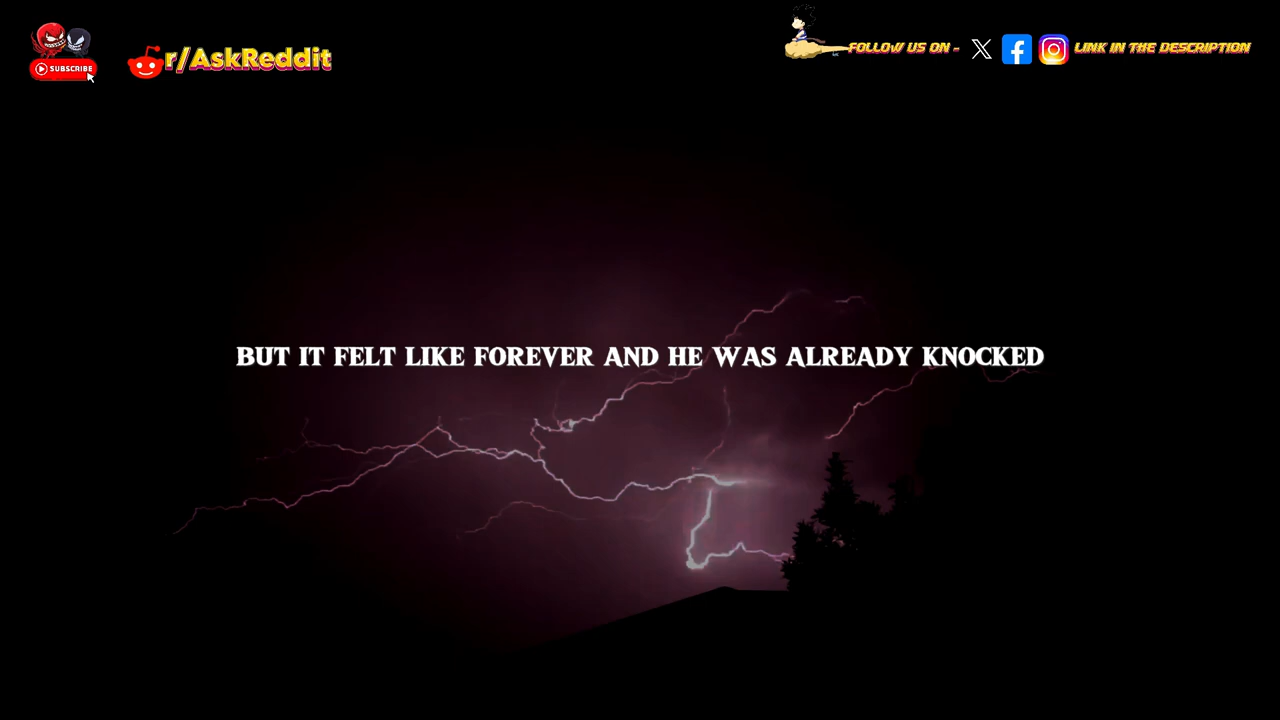 SUBSCRIBE
r/AskReddit
FOLLOW US ON -
LINK IN THE DESCRIPTION
BUT IT FELT LIKE FOREVER AND HE WAS ALREADY KNOCKED